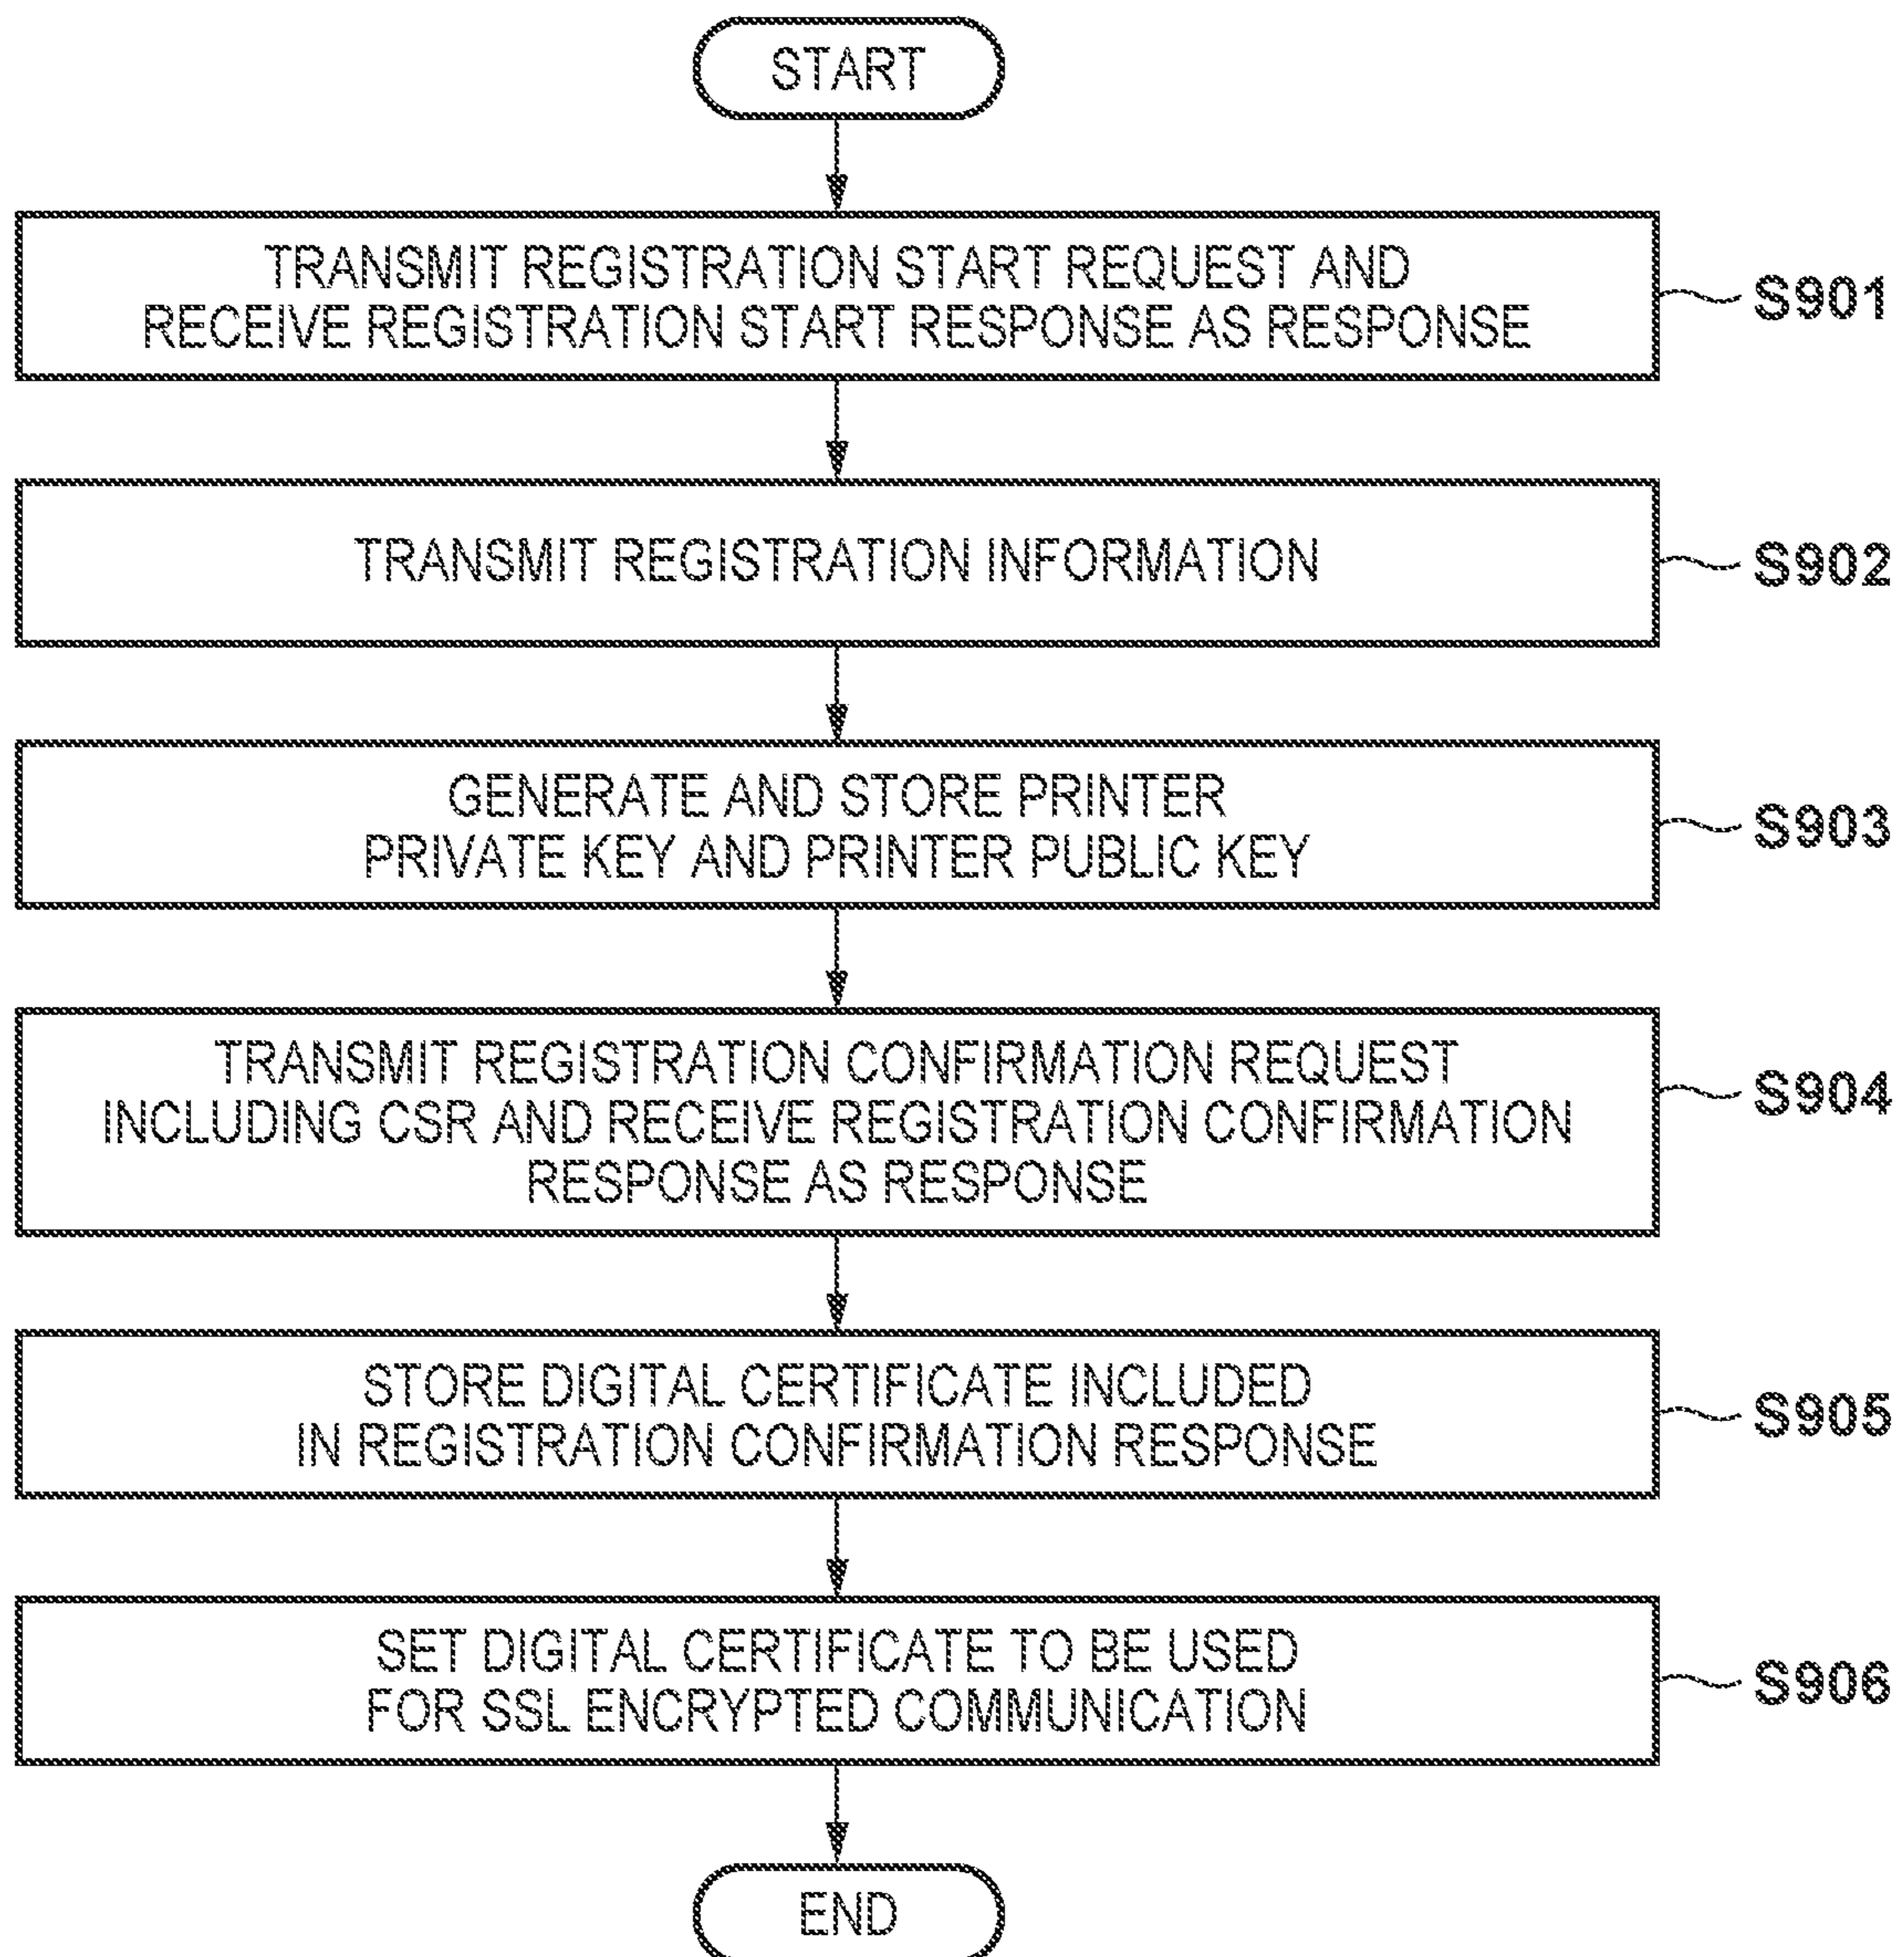 START
TRANSMIT REGISTRATION START REQUEST AND
RECEIVE REGISTRATION START RESPONSE AS RESPONSE
S901
TRANSMIT REGISTRATION INFORMATION
S902
GENERATE AND STORE PRINTER
PRIVATE KEY AND PRINTER PUBLIC KEY
S903
TRANSMIT REGISTRATION CONFIRMATION REQUEST
INCLUDING CSR AND RECEIVE REGISTRATION CONFIRMATION
RESPONSE AS RESPONSE
S904
STORE DIGITAL CERTIFICATE INCLUDED
IN REGISTRATION CONFIRMATION RESPONSE
S905
SET DIGITAL CERTIFICATE TO BE USED
FOR SSL ENCRYPTED COMMUNICATION
S906
END